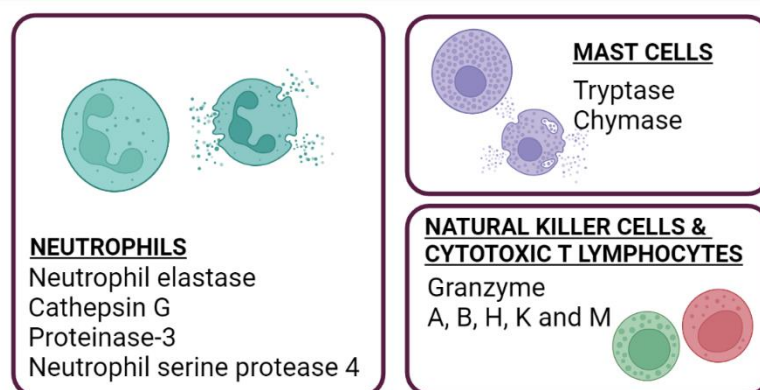 NEUTROPHILS
Neutrophil elastase
Cathepsin G
Proteinase-3
Neutrophil serine protease 4
MAST CELLS
Tryptase
Chymase
NATURAL KILLER CELLS &
CYTOTOXIC T LYMPHOCYTES
Granzyme
A, B, H, K and M